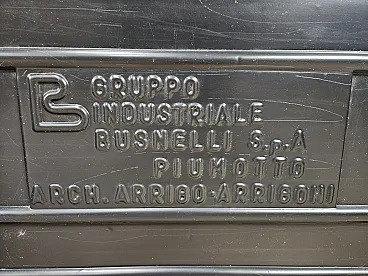 B GRUPPO
INDUSTRIALE
BUSNELLI S.p.A
PIUMOTTO
ARCH. ARRIGO ARRIGONI